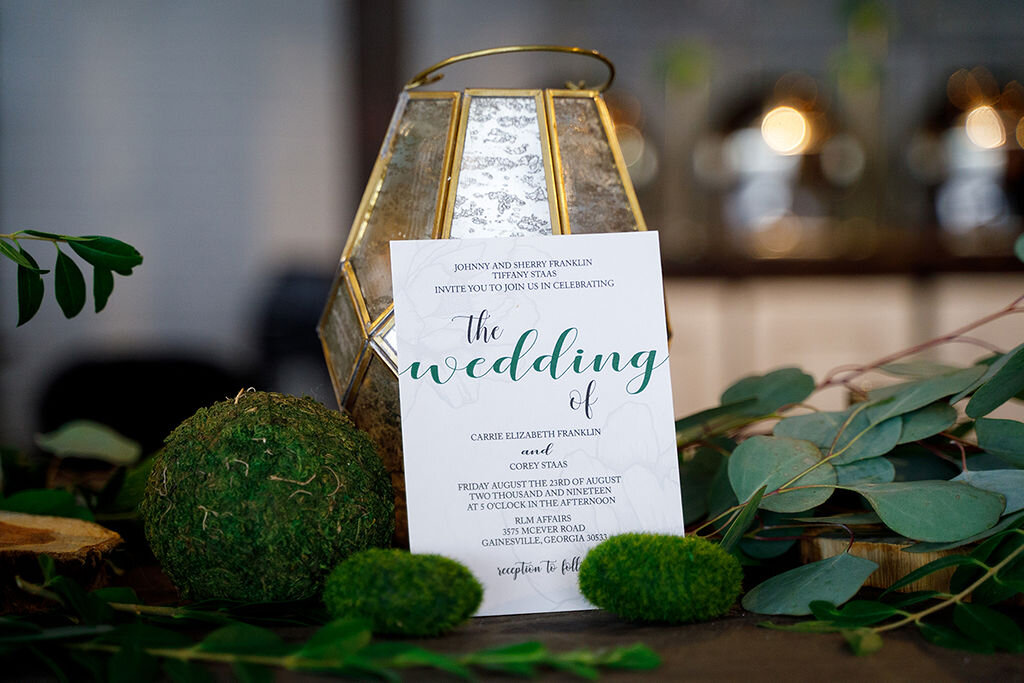 JOHNNY AND SHERRY FRANKLIN
TIFFANY STAAS
INVITE YOU TO JOIN US IN CELEBRATING
the
wedding
of
CARRIE ELIZABETH FRANKLIN
and
COREY STAAS
FRIDAY AUGUST THE 23RD OF AUGUST
TWO THOUSAND AND NINETEEN
AT 5 O'CLOCK IN THE AFTERNOON
RLM AFFAIRS
3575 MCEVER ROAD
GAINESVILLE, GEORGIA 30533
reception to